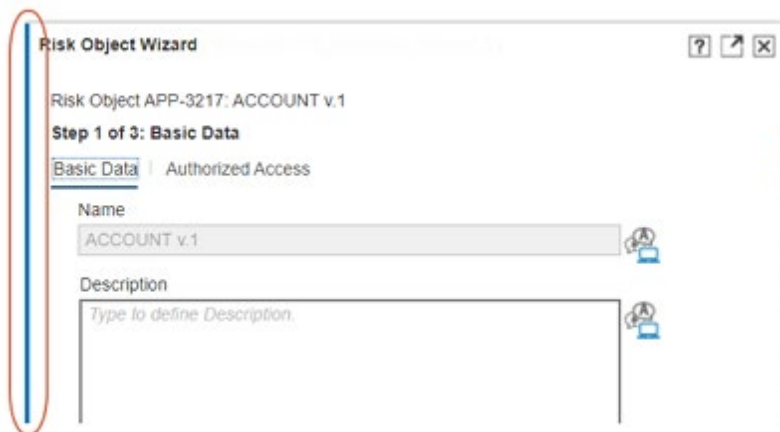 Risk Object Wizard
Risk Object APP-3217: ACCOUNT v.1
Step 1 of 3: Basic Data
Basic Data | Authorized Access
Name
ACCOUNT v.1
Description
Type to define Description.